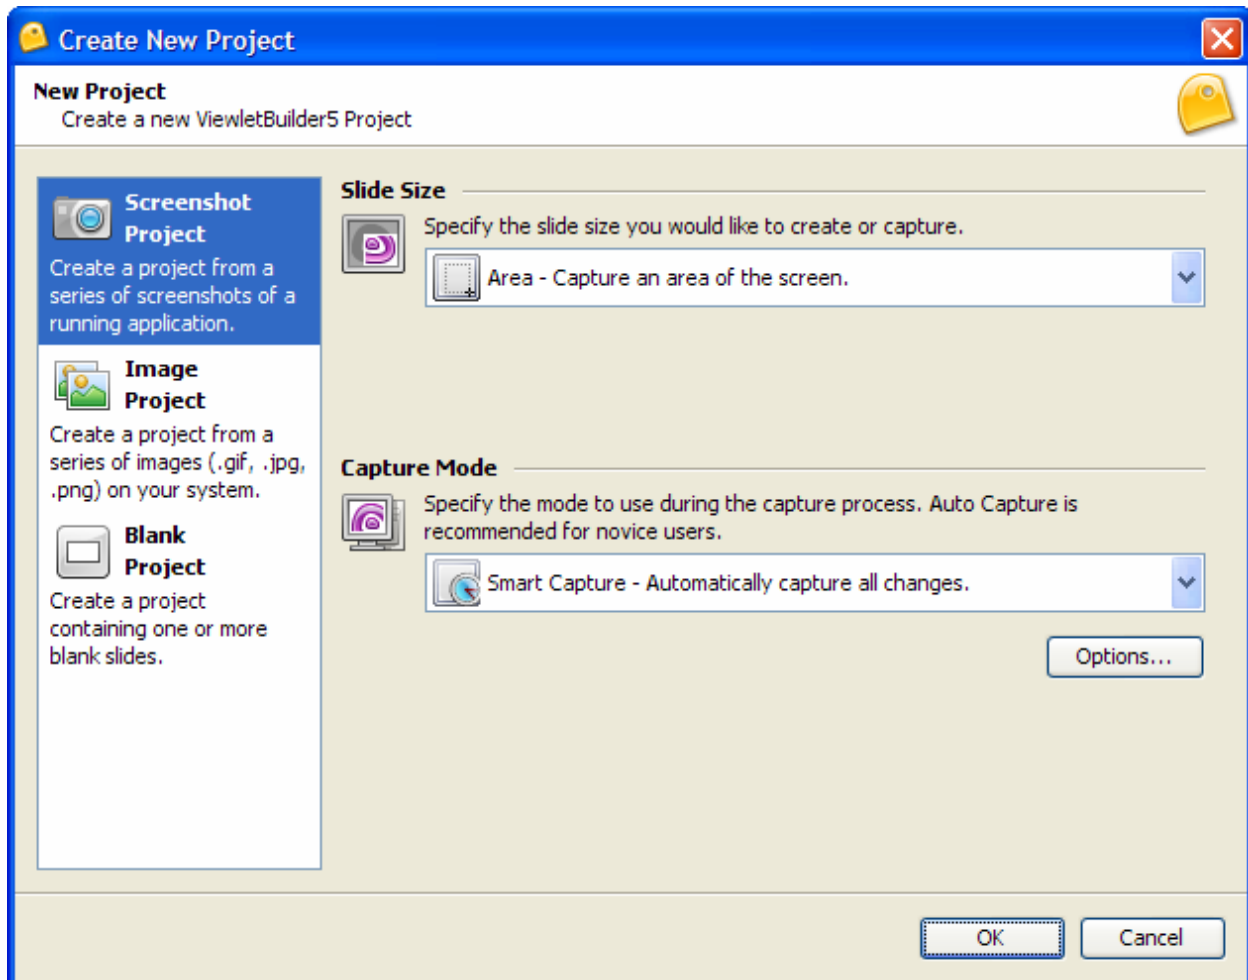 Create New Project
New Project
Create a new ViewletBuilder5 Project
Screenshot
Project
Create a project from a
series of screenshots of a
running application.
Image
Project
Create a project from a
series of images (.gif, .jpg,
.png) on your system.
Blank
Project
Create a project
containing one or more
blank slides.
Slide Size
Specify the slide size you would like to create or capture.
Area - Capture an area of the screen.
Capture Mode
Specify the mode to use during the capture process. Auto Capture is
recommended for novice users.
Smart Capture - Automatically capture all changes.
Options...
OK
Cancel